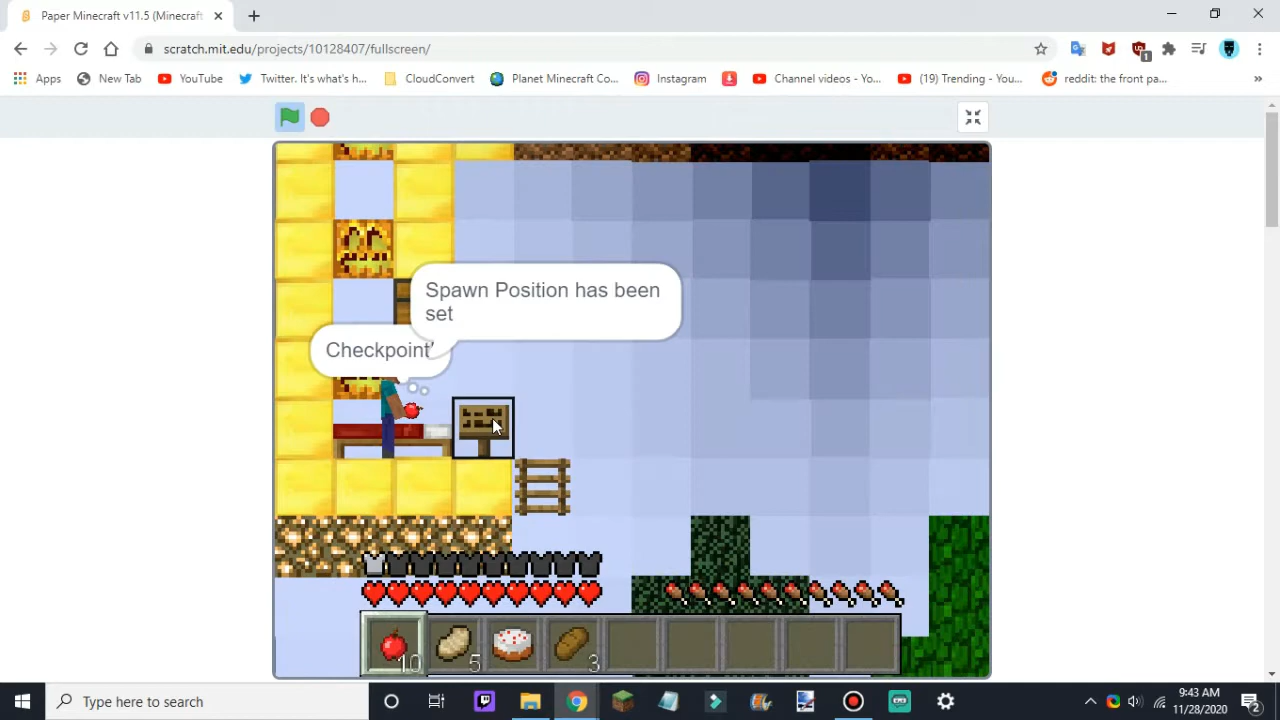 Paper Minecraft v11.5 (Minecraft
scratch.mit.edu/projects/10128407/fullscreen/
1
Apps
New Tab
YouTube
Twitter. It's what's h...
CloudConvert
Planet Minecraft Co...
Instagram
Channel videos - Yo...
(19) Trending - You...
reddit: the front pa...
»
Spawn Position has been
set
Checkpoint'
10
5
3
Type here to search
9:43 AM
11/28/2020
2